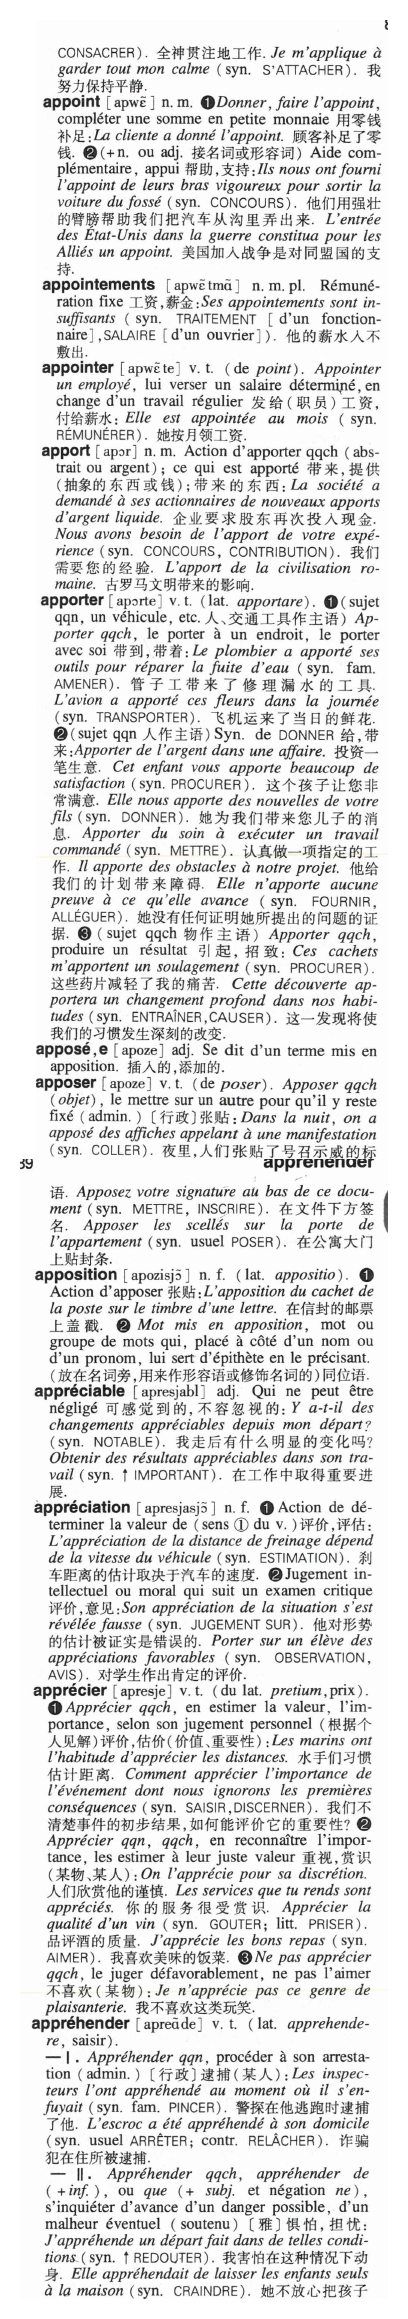 CONSACRER). 全神贯注地工作. Je m'applique à
garder tout mon calme (syn. S'ATTACHER). 我
努力保持平静.
appoint [apwɛ̃] n. m. ❶Donner, faire l'appoint,
compléter une somme en petite monnaie 用零钱
补足:La cliente a donné l'appoint. 顾客补足了零
钱. ❷(+n. ou adj. 接名词或形容词) Aide com-
plémentaire, appui 帮助,支持:Ils nous ont fourni
l'appoint de leurs bras vigoureux pour sortir la
voiture du fossé (syn. CONCOURS). 他们用强壮
的臂膀帮助我们把汽车从沟里弄出来. L'entrée
des État-Unis dans la guerre constitua pour les
Alliés un appoint. 美国加入战争是对同盟国的支
持.
appointements [apwɛ̃tmɑ̃] n. m. pl. Rémuné-
ration fixe 工资,薪金:Ses appointements sont in-
suffisants (syn. TRAITEMENT [d'un fonction-
naire],SALAIRE [d'un ouvrier]). 他的薪水入不
敷出.
appointer [apwɛ̃te] v. t. (de point). Appointer
un employé, lui verser un salaire déterminé,en
change d'un travail régulier 发给(职员)工资,
付给薪水: Elle est appointée au mois (syn.
RÉMUNÉRER). 她按月领工资.
apport [apɔr] n. m. Action d'apporter qqch (abs-
trait ou argent); ce qui est apporté 带来,提供
(抽象的东西或钱);带来的东西: La société a
demandé à ses actionnaires de nouveaux apports
d'argent liquide. 企业要求股东再次投入现金.
Nous avons besoin de l'apport de votre expé-
rience (syn. CONCOURS, CONTRIBUTION). 我们
需要您的经验. L'apport de la civilisation ro-
maine. 古罗马文明带来的影响.
apporter [apɔrte] v. t. (lat. apportare). ❶(sujet
qqn, un véhicule, etc. 人、交通工具作主语) Ap-
porter qqch, le porter à un endroit, le porter
avec soi 带到,带着: Le plombier a apporté ses
outils pour réparer la fuite d'eau (syn. fam.
AMENER). 管子工带来了修理漏水的工具.
L'avion a apporté ces fleurs dans la journée
(syn. TRANSPORTER). 飞机运来了当日的鲜花.
❷(sujet qqn 人作主语) Syn. de DONNER 给,带
来:Apporter de l'argent dans une affaire. 投资一
笔生意. Cet enfant vous apporte beaucoup de
satisfaction (syn. PROCURER). 这个孩子让您非
常满意. Elle nous apporte des nouvelles de votre
fils (syn. DONNER). 她为我们带来您儿子的消
息. Apporter du soin à exécuter un travail
commandé (syn. METTRE). 认真做一项指定的工
作. Il apporte des obstacles à notre projet. 他给
我们的计划带来障碍. Elle n'apporte aucune
preuve à ce qu'elle avance (syn. FOURNIR,
ALLÉGUER). 她没有任何证明她所提出的问题的证
据. ❸ (sujet qqch 物作主语) Apporter qqch,
produire un résultat 引起, 招致: Ces cachets
m'apportent un soulagement (syn. PROCURER).
这些药片减轻了我的痛苦. Cette découverte ap-
portera un changement profond dans nos habi-
tudes (syn. ENTRAÎNER,CAUSER). 这一发现将使
我们的习惯发生深刻的改变.
apposé,e [apoze] adj. Se dit d'un terme mis en
apposition. 插入的,添加的.
apposer [apoze] v. t. (de poser). Apposer qqch
(objet), le mettre sur un autre pour qu'il y reste
fixé (admin.) [行政]张贴:Dans la nuit, on a
apposé des affiches appelant à une manifestation
(syn. COLLER). 夜里,人们张贴了号召示威的标
39 appréhender
语. Apposez votre signature au bas de ce docu-
ment (syn. METTRE, INSCRIRE). 在文件下方签
名. Apposer les scellés sur la porte de
l'appartement (syn. usuel POSER). 在公寓大门
上贴封条.
apposition [apozisjɔ̃] n. f. (lat. appositio). ❶
Action d'apposer 张贴:L'apposition du cachet de
la poste sur le timbre d'une lettre. 在信封的邮票
上盖戳. ❷ Mot mis en apposition, mot ou
groupe de mots qui, placé à côté d'un nom ou
d'un pronom, lui sert d'épithète en le précisant.
(放在名词旁,用来作形容语或修饰名词的)同位语.
appréciable [apresjabl] adj. Qui ne peut être
négligé 可感觉到的,不容忽视的: Y a-t-il des
changements appréciables depuis mon départ?
(syn. NOTABLE). 我走后有什么明显的变化吗?
Obtenir des résultats appréciables dans son tra-
vail (syn. ↑ IMPORTANT). 在工作中取得重要进
展.
appréciation [apresjasjɔ̃] n. f. ❶ Action de dé-
terminer la valeur de (sens ① du v.)评价,评估:
L'appréciation de la distance de freinage dépend
de la vitesse du véhicule (syn. ESTIMATION). 刹
车距离的估计取决于汽车的速度. ❷Jugement in-
tellectuel ou moral qui suit un examen critique
评价,意见:Son appréciation de la situation s'est
révélée fausse (syn. JUGEMENT SUR). 他对形势
的估计被证实是错误的. Porter sur un élève des
appréciations favorables (syn. OBSERVATION,
AVIS). 对学生作出肯定的评价.
apprécier [apresje] v. t. (du lat. pretium,prix).
❶Apprécier qqch, en estimer la valeur, l'im-
portance, selon son jugement personnel (根据个
人见解)评价,估价(价值、重要性):Les marins ont
l'habitude d'apprécier les distances. 水手们习惯
估计距离. Comment apprécier l'importance de
l'événement dont nous ignorons les premières
conséquences (syn. SAISIR,DISCERNER). 我们不
清楚事件的初步结果,如何能评价它的重要性? ❷
Apprécier qqn, qqch, en reconnaître l'impor-
tance, les estimer à leur juste valeur 重视,赏识
(某物、某人):On l'apprécie pour sa discrétion.
人们欣赏他的谨慎. Les services que tu rends sont
appréciés. 你的服务很受赏识. Apprécier la
qualité d'un vin (syn. GOUTER; litt. PRISER).
品评酒的质量. J'apprécie les bons repas (syn.
AIMER). 我喜欢美味的饭菜. ❸Ne pas apprécier
qqch, le juger défavorablement, ne pas l'aimer
不喜欢(某物): Je n'apprécie pas ce genre de
plaisanterie. 我不喜欢这类玩笑.
appréhender [apreɑ̃de] v. t. (lat. apprehende-
re, saisir).
— Ⅰ. Appréhender qqn, procéder à son arresta-
tion (admin.) [行政]逮捕(某人): Les inspec-
teurs l'ont appréhendé au moment où il s'en-
fuyait (syn. fam. PINCER). 警探在他逃跑时逮捕
了他. L'escroc a été appréhendé à son domicile
(syn. usuel ARRÊTER; contr. RELÂCHER). 诈骗
犯在住所被逮捕.
— Ⅱ. Appréhender qqch, appréhender de
(+inf.), ou que (+ subj. et négation ne),
s'inquiéter d'avance d'un danger possible, d'un
malheur éventuel (soutenu) [雅]惧怕,担忧:
J'appréhende un départ fait dans de telles condi-
tions.(syn. ↑ REDOUTER). 我害怕在这种情况下动
身. Elle appréhendait de laisser les enfants seuls
à la maison (syn. CRAINDRE). 她不放心把孩子